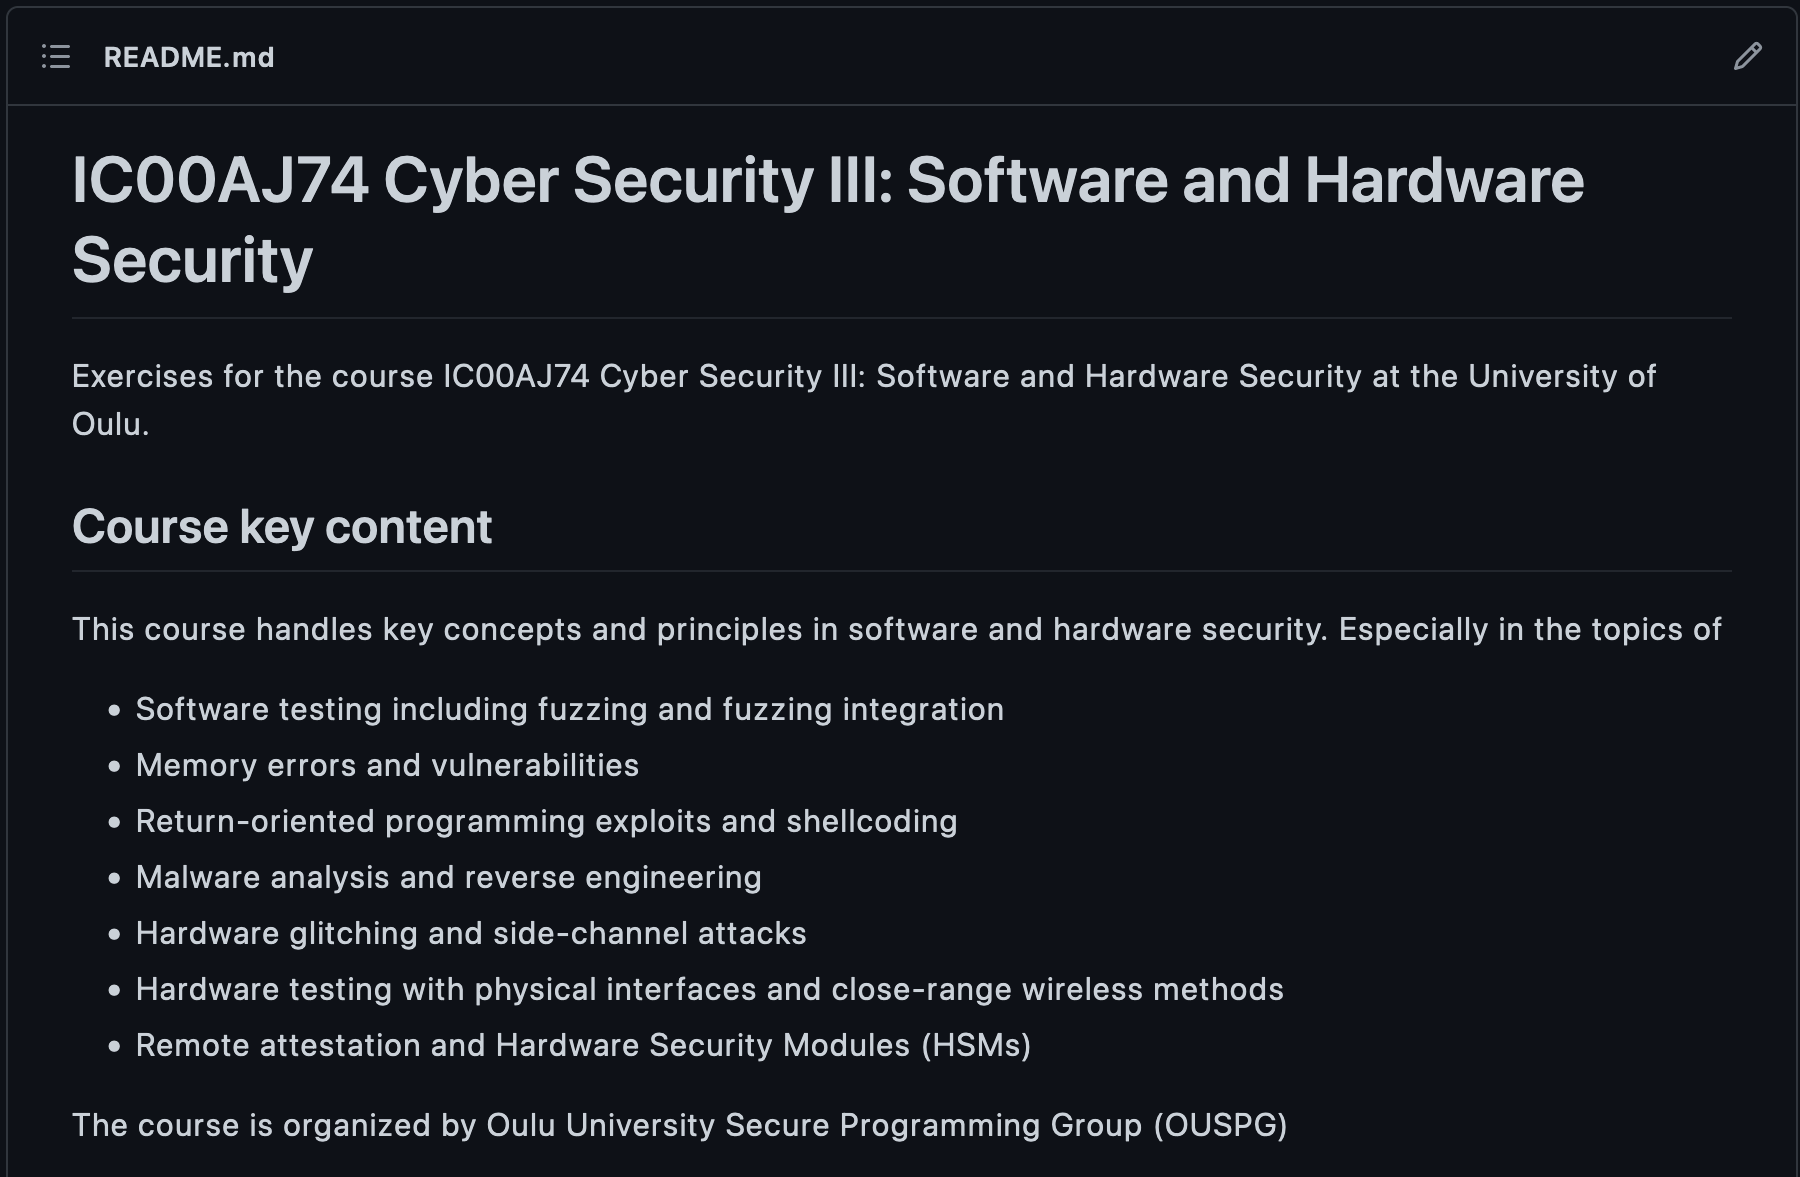 README.md
IC00AJ74 Cyber Security III: Software and Hardware
Security
Exercises for the course IC00AJ74 Cyber Security III: Software and Hardware Security at the University of
Oulu.
Course key content
This course handles key concepts and principles in software and hardware security. Especially in the topics of
• Software testing including fuzzing and fuzzing integration
• Memory errors and vulnerabilities
• Return-oriented programming exploits and shellcoding
• Malware analysis and reverse engineering
• Hardware glitching and side-channel attacks
• Hardware testing with physical interfaces and close-range wireless methods
• Remote attestation and Hardware Security Modules (HSMs)
The course is organized by Oulu University Secure Programming Group (OUSPG)